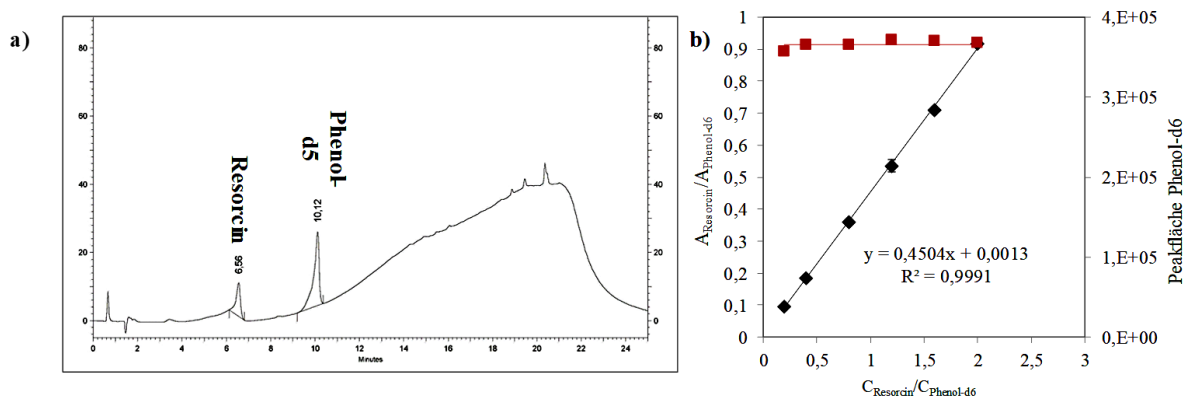 a)
80
60
40
20
0
80
60
40
20
0
Resorcin
6,56
Phenol-
d5
10,12
0 2 4 6 8 10 12 14 16 18 20 22 24
Minutes
b)
1
0,9
0,8
0,7
0,6
0,5
0,4
0,3
0,2
0,1
0
A_Resorcin/A_Phenol-d6
4,E+05
3,E+05
2,E+05
1,E+05
0,E+00
Peakfläche Phenol-d6
y = 0,4504x + 0,0013
R² = 0,9991
0 0,5 1 1,5 2 2,5 3
C_Resorcin/C_Phenol-d6